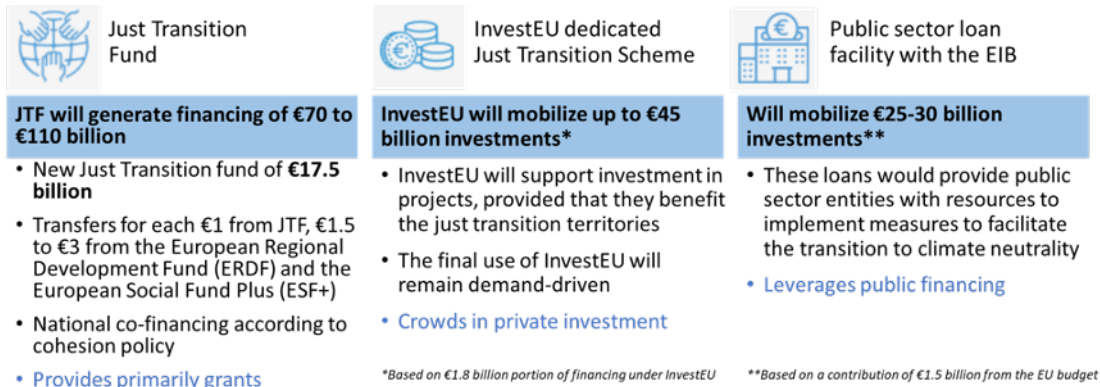 Just Transition
Fund
JTF will generate financing of €70 to
€110 billion
• New Just Transition fund of €17.5
billion
• Transfers for each €1 from JTF, €1.5
to €3 from the European Regional
Development Fund (ERDF) and the
European Social Fund Plus (ESF+)
• National co-financing according to
cohesion policy
• Provides primarily grants
InvestEU dedicated
Just Transition Scheme
InvestEU will mobilize up to €45
billion investments*
• InvestEU will support investment in
projects, provided that they benefit
the just transition territories
• The final use of InvestEU will
remain demand-driven
• Crowds in private investment
*Based on €1.8 billion portion of financing under InvestEU
Public sector loan
facility with the EIB
Will mobilize €25-30 billion
investments**
• These loans would provide public
sector entities with resources to
implement measures to facilitate
the transition to climate neutrality
• Leverages public financing
**Based on a contribution of €1.5 billion from the EU budget